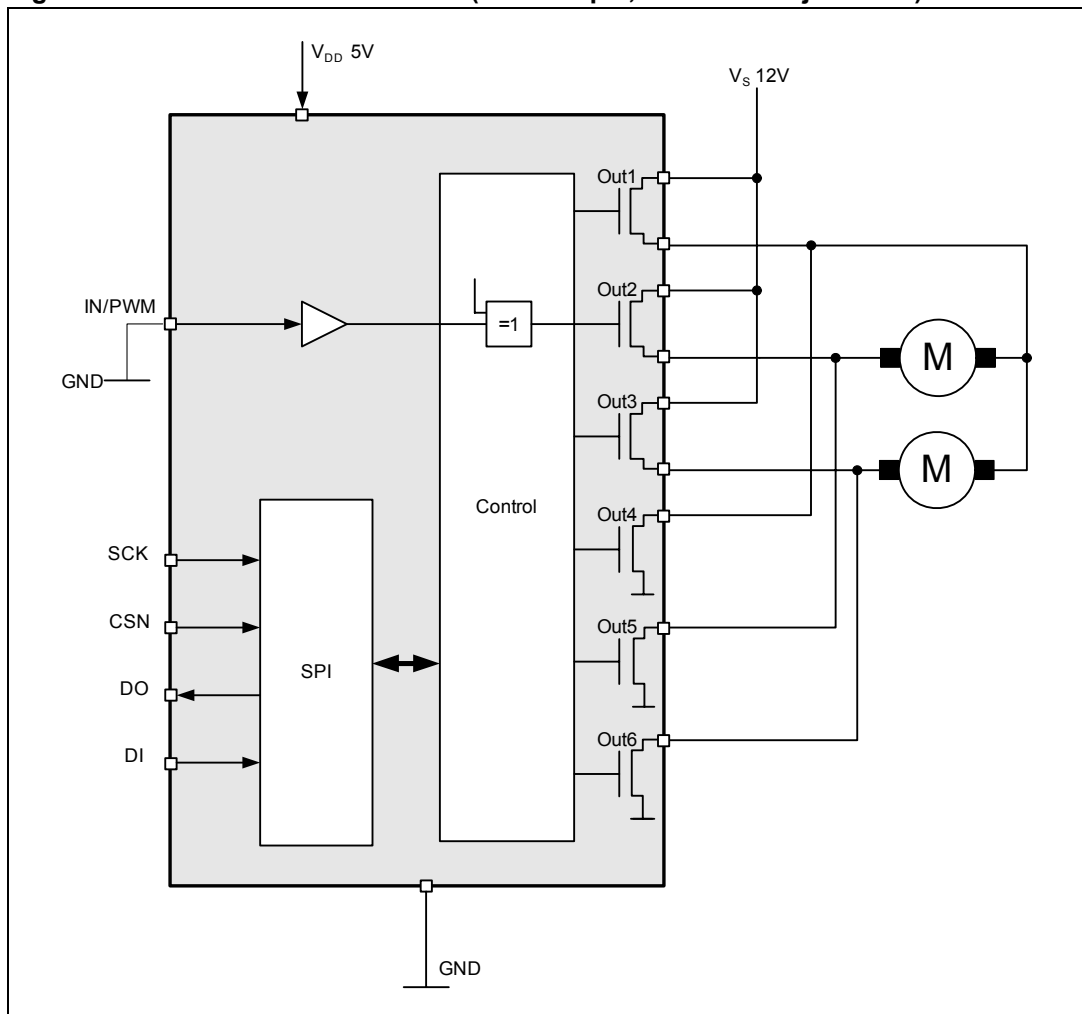 V_DD 5V
V_S 12V
Out1
IN/PWM
Out2
=1
GND
M
Out3
M
Control
Out4
SCK
CSN
Out5
SPI
DO
Out6
DI
GND